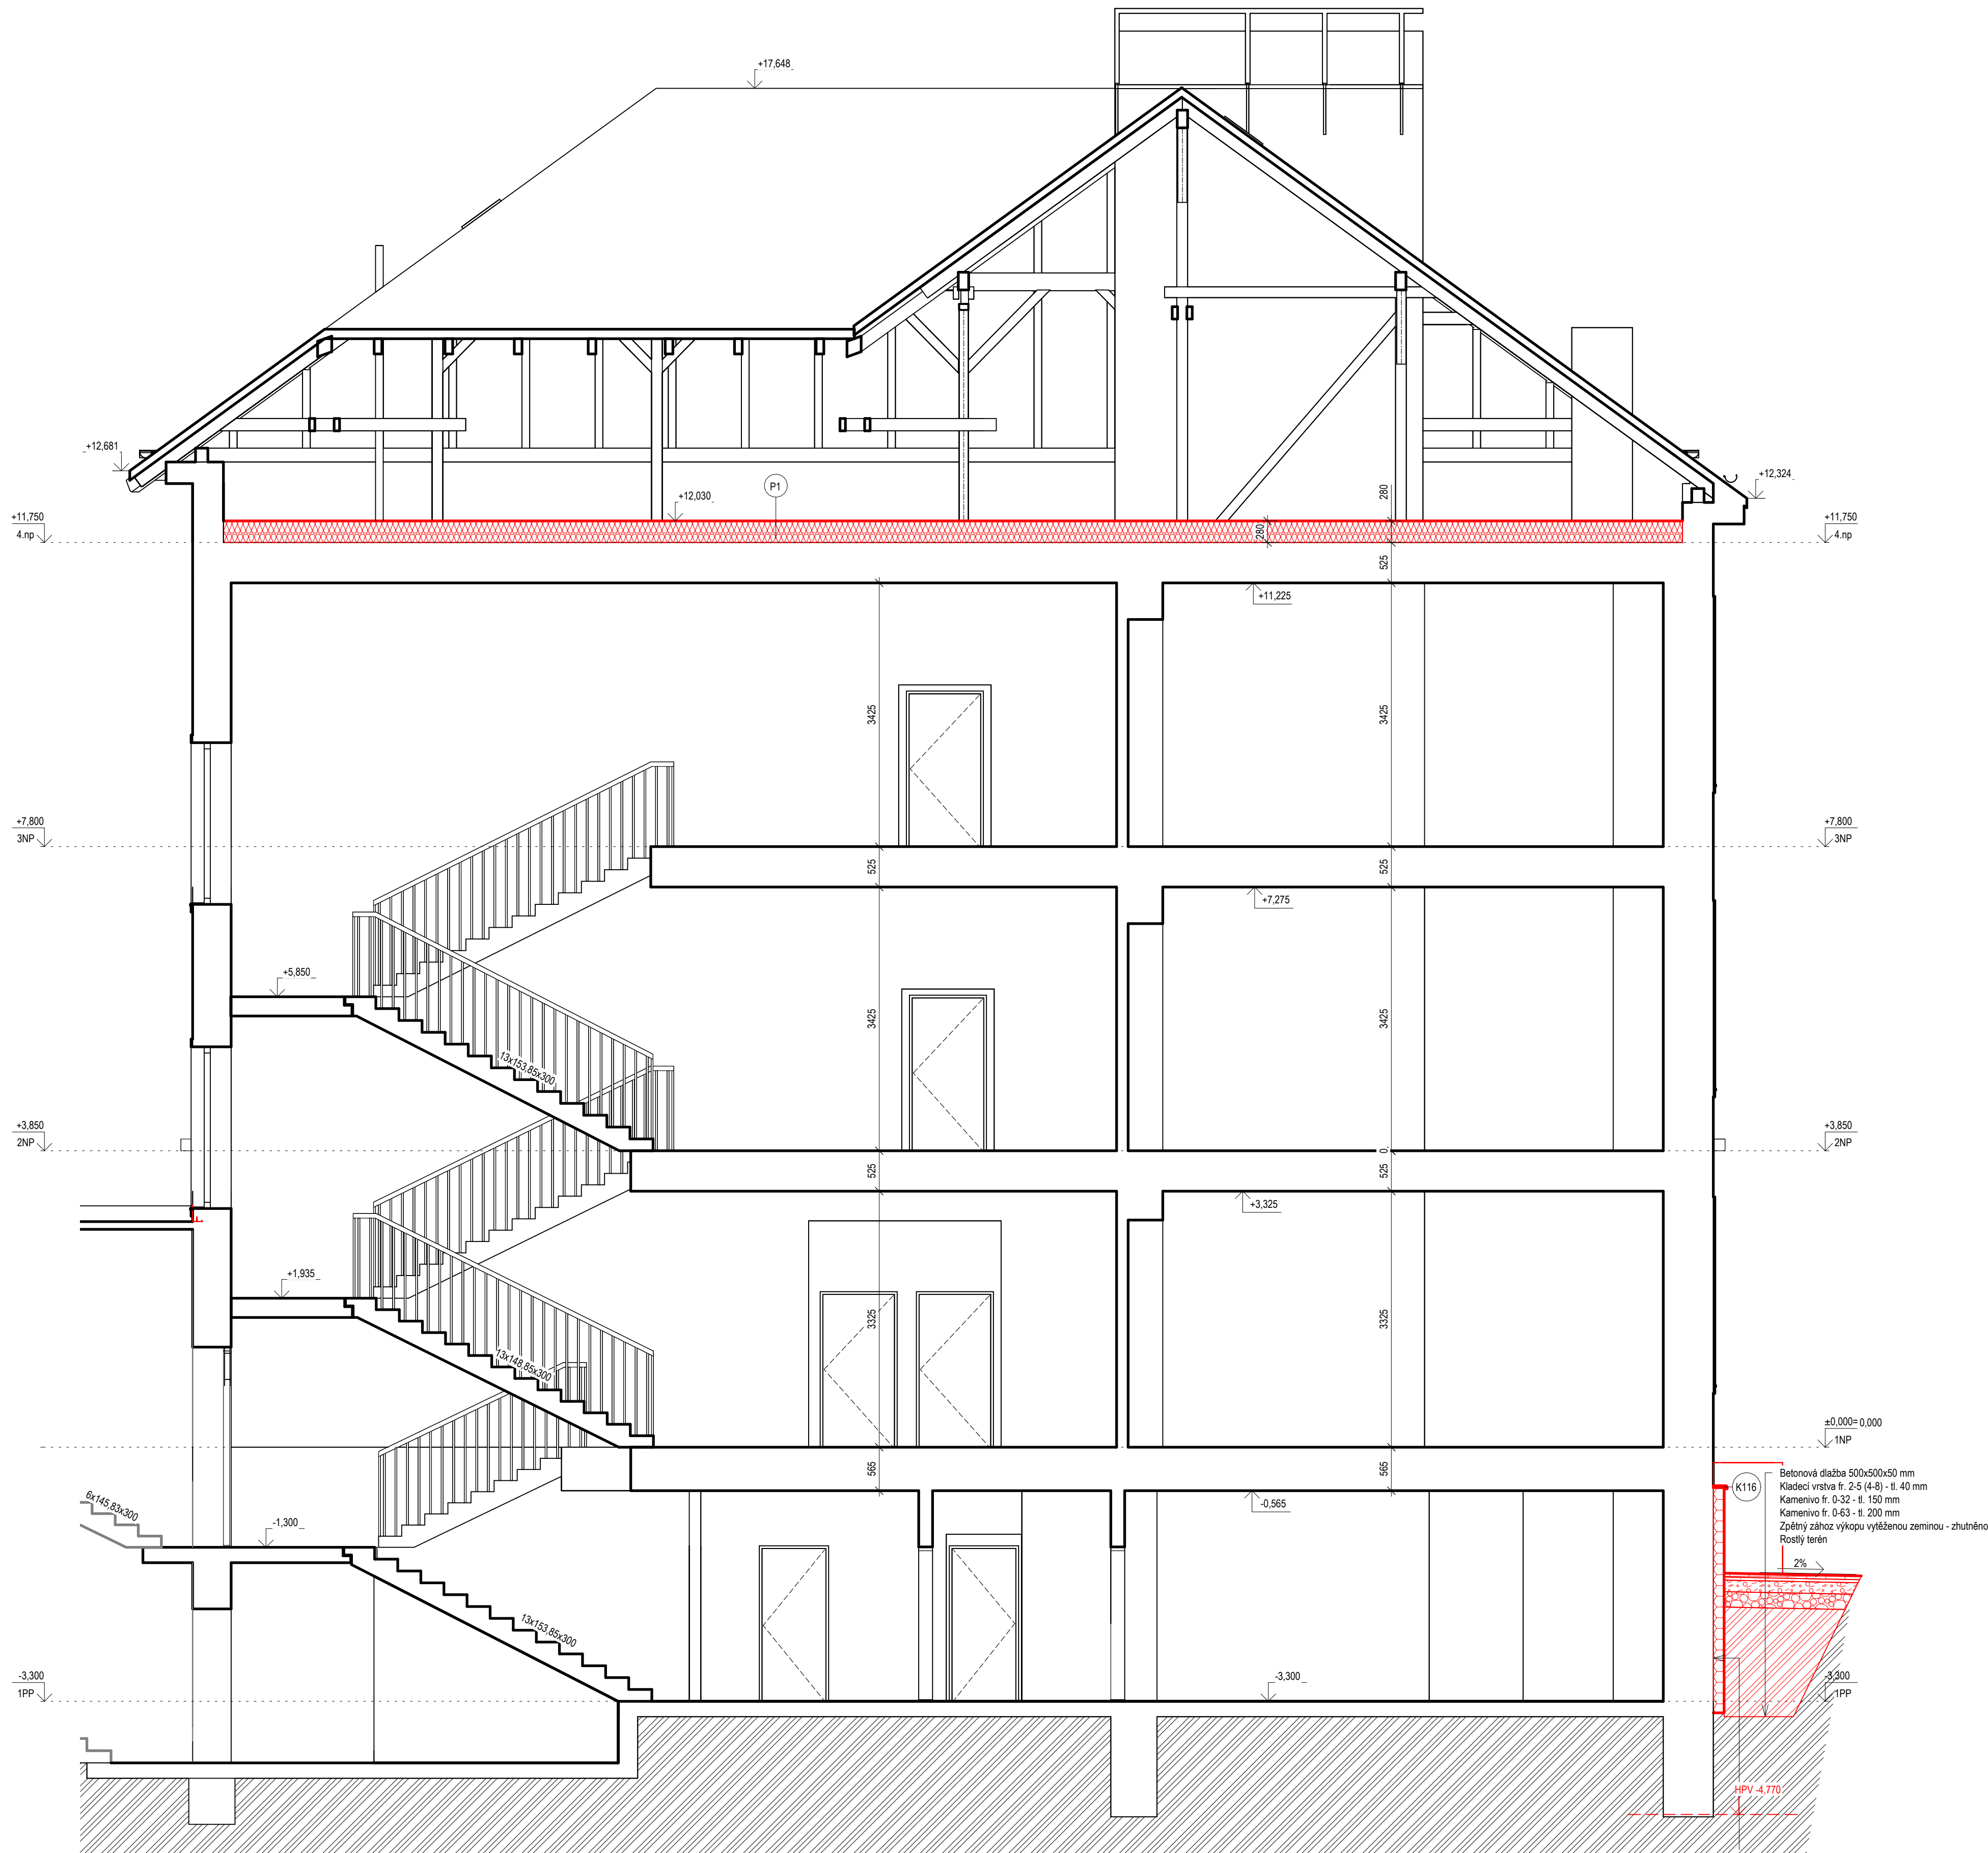 +17,648
+12,681
+12,324
P1
+12,030
280
280
+11,750
4.np
+11,750
4.np
525
+11,225
3425
3425
+7,800
3NP
+7,800
3NP
525
525
+7,275
+5,850
3425
3425
13x153,85x300
+3,850
2NP
+3,850
2NP
0,
525
525
+3,325
+1,935
3325
3325
13x148,85x300
±0,000=0,000
1NP
565
565
K116
Betonová dlažba 500x500x50 mm
Kladecí vrstva fr. 2-5 (4-8) - tl. 40 mm
Kamenivo fr. 0-32 - tl. 150 mm
Kamenivo fr. 0-63 - tl. 200 mm
Zpětný zához výkopu vytěženou zeminou - zhutněno
Rostlý terén
6x145,83x300
-0,565
-1,300
2%
13x153,85x300
-3,300
1PP
-3,300
-3,300
1PP
HPV -4,770